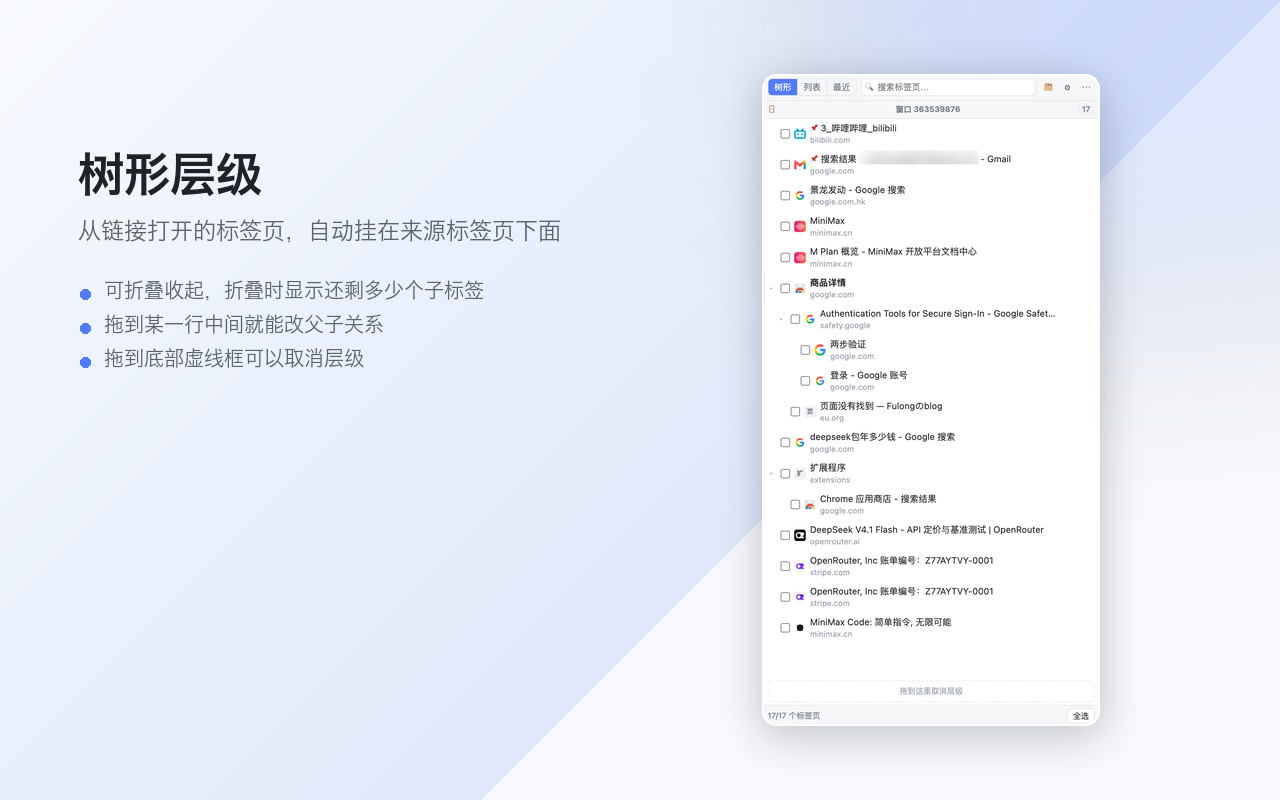 树形层级
从链接打开的标签页，自动挂在来源标签页下面
可折叠收起，折叠时显示还剩多少个子标签
拖到某一行中间就能改父子关系
拖到底部虚线框可以取消层级
树形 列表 最近 搜索标签页...
窗口 363539876 17
3_哔哩哔哩_bilibili
bilibili.com
搜索结果 - Gmail
google.com
景龙发动 - Google 搜索
google.com.hk
MiniMax
minimax.cn
M Plan 概览 - MiniMax 开放平台文档中心
minimax.cn
商品详情
google.com
Authentication Tools for Secure Sign-In - Google Safet...
safety.google
两步验证
google.com
登录 - Google 账号
google.com
页 页面没有找到 — Fulongのblog
eu.org
deepseek包年多少钱 - Google 搜索
google.com
扩 扩展程序
extensions
Chrome 应用商店 - 搜索结果
google.com
DeepSeek V4.1 Flash - API 定价与基准测试 | OpenRouter
openrouter.ai
OpenRouter, Inc 账单编号：Z77AYTVY-0001
stripe.com
OpenRouter, Inc 账单编号：Z77AYTVY-0001
stripe.com
MiniMax Code: 简单指令, 无限可能
minimax.cn
拖到这里取消层级
17/17 个标签页 全选